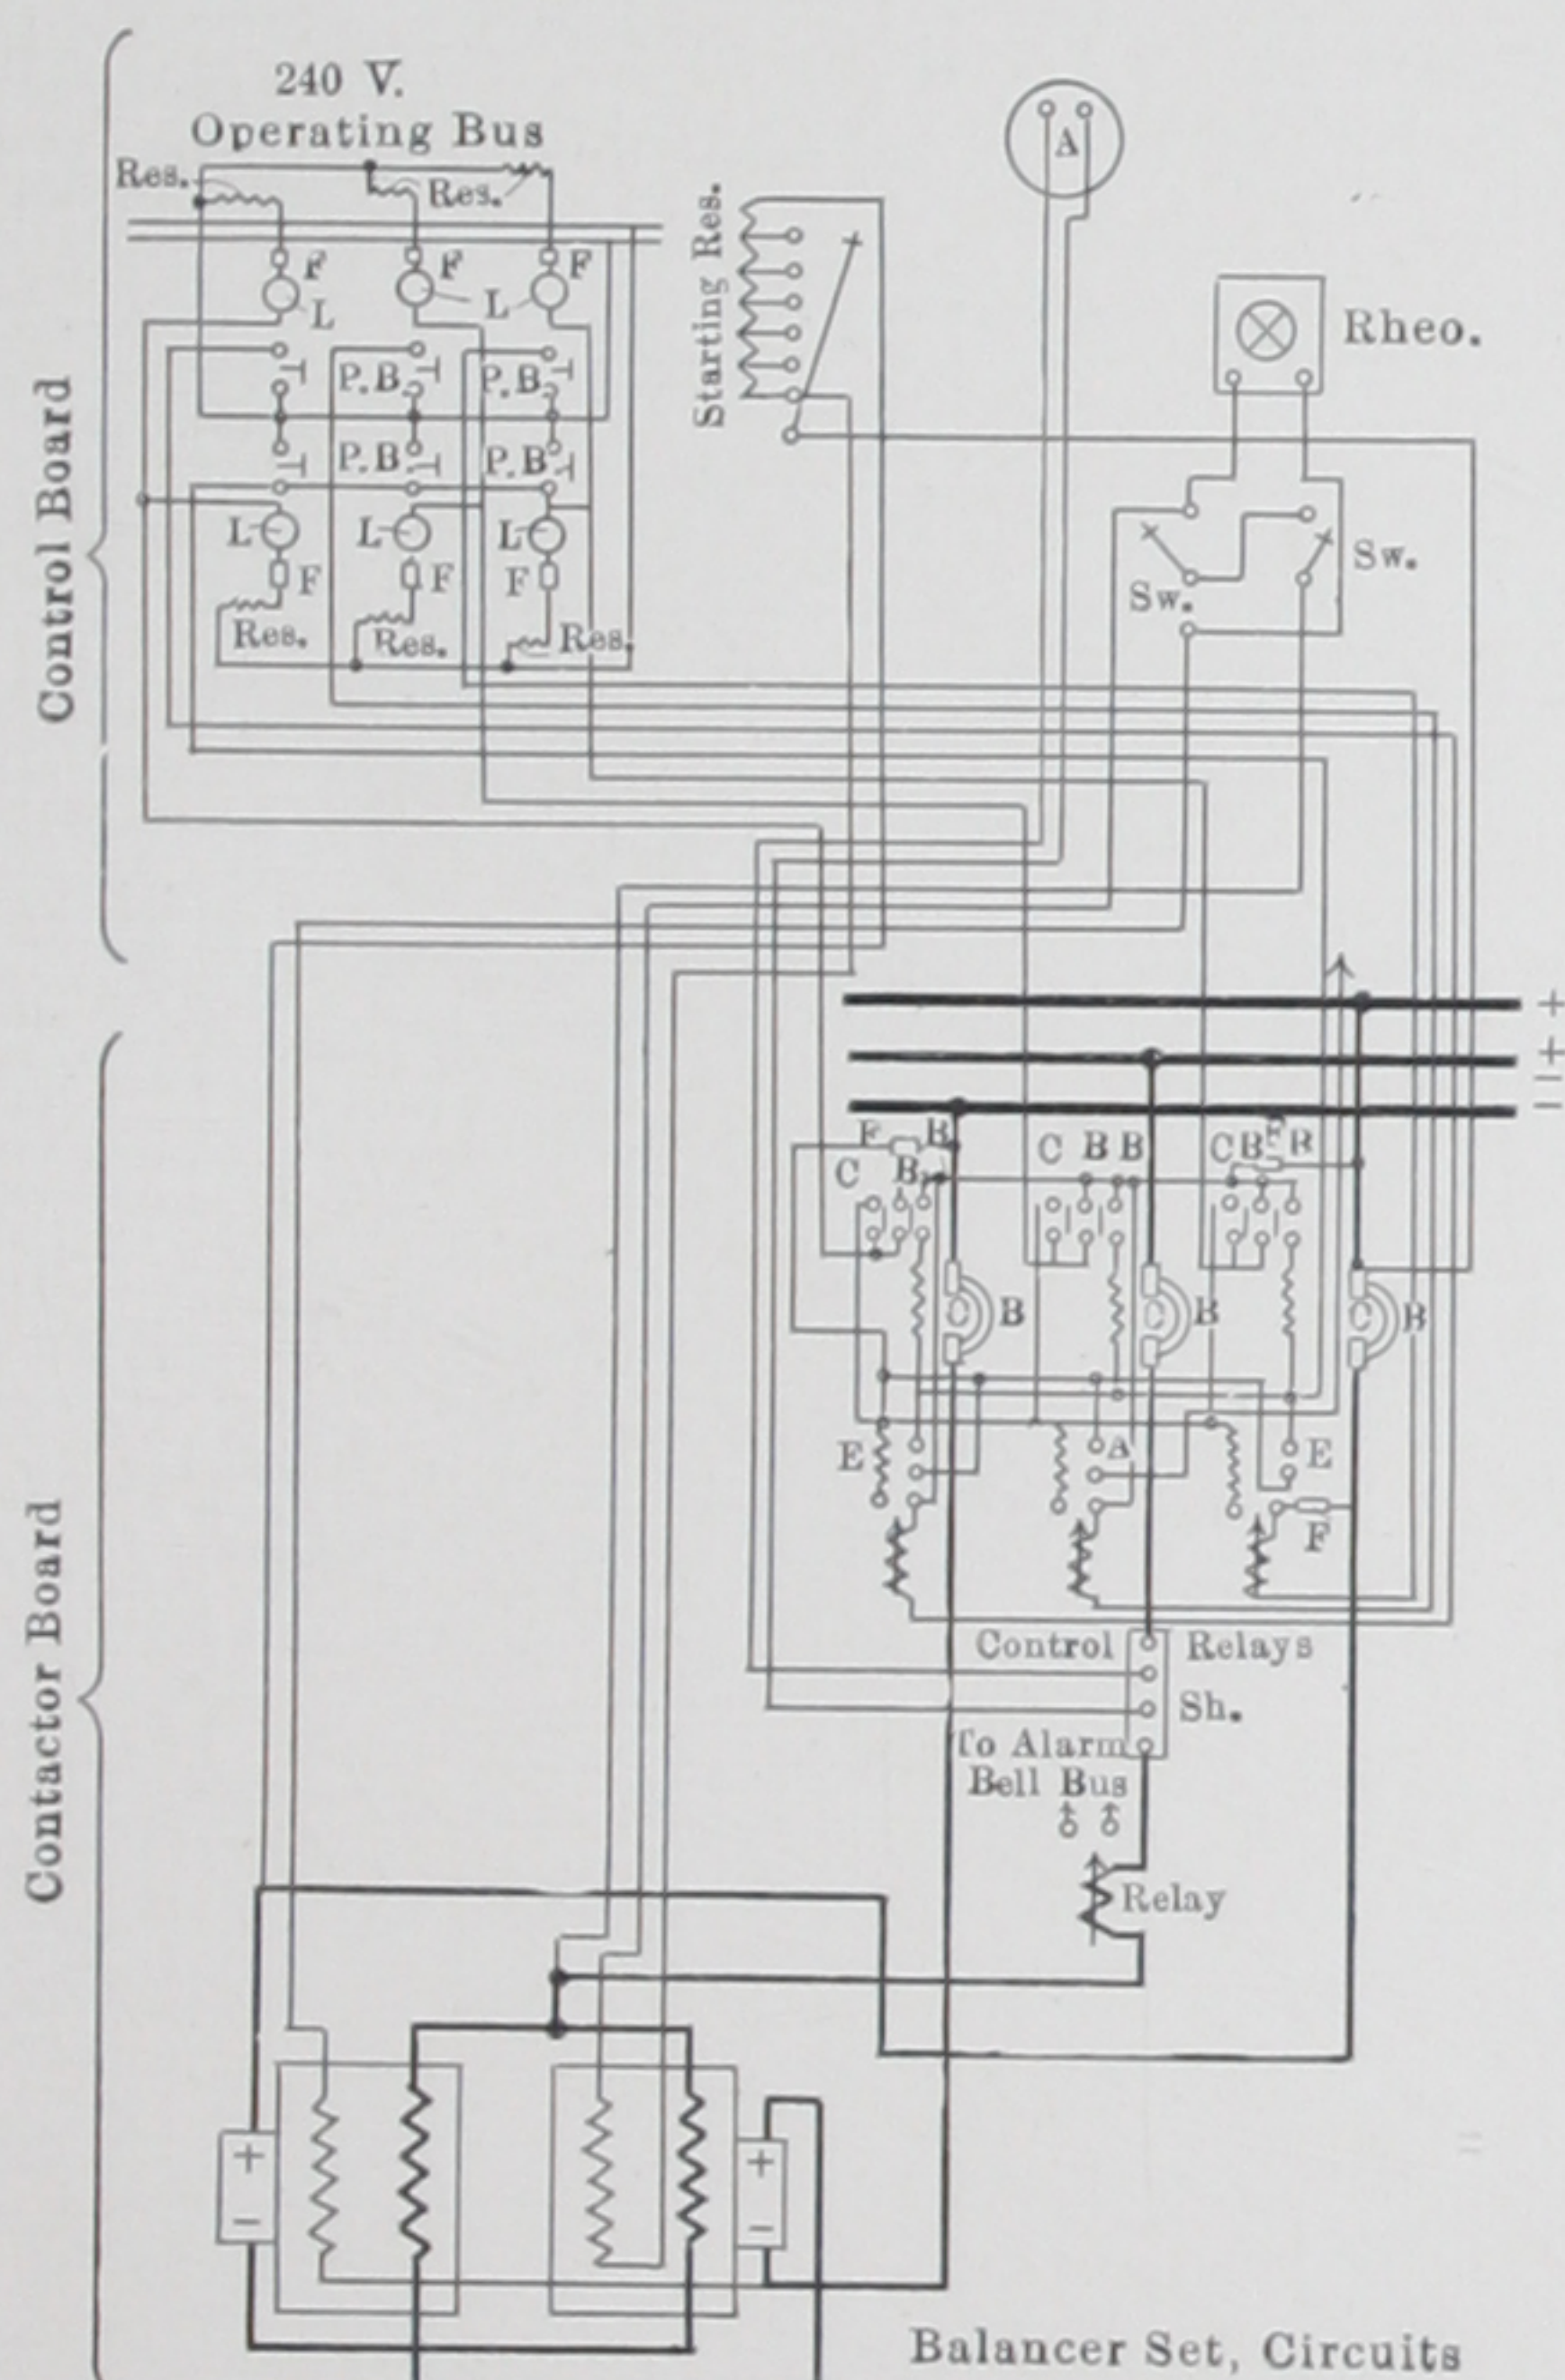 240 V.
Operating Bus
Res.
Res.
F
F
F
L
L
P.B.
P.B.
P.B.
P.B.
L
L
L
F
F
F
Res.
Res.
Res.
Control Board
Starting Res.
A
Rheo.
Sw.
Sw.
+
+
−
−
F B
C B
C B B
C B F B
C B
C B
C B
E
A
E
F
Control Relays
Sh.
To Alarm
Bell Bus
Relay
Contactor Board
+
−
+
−
Balancer Set, Circuits